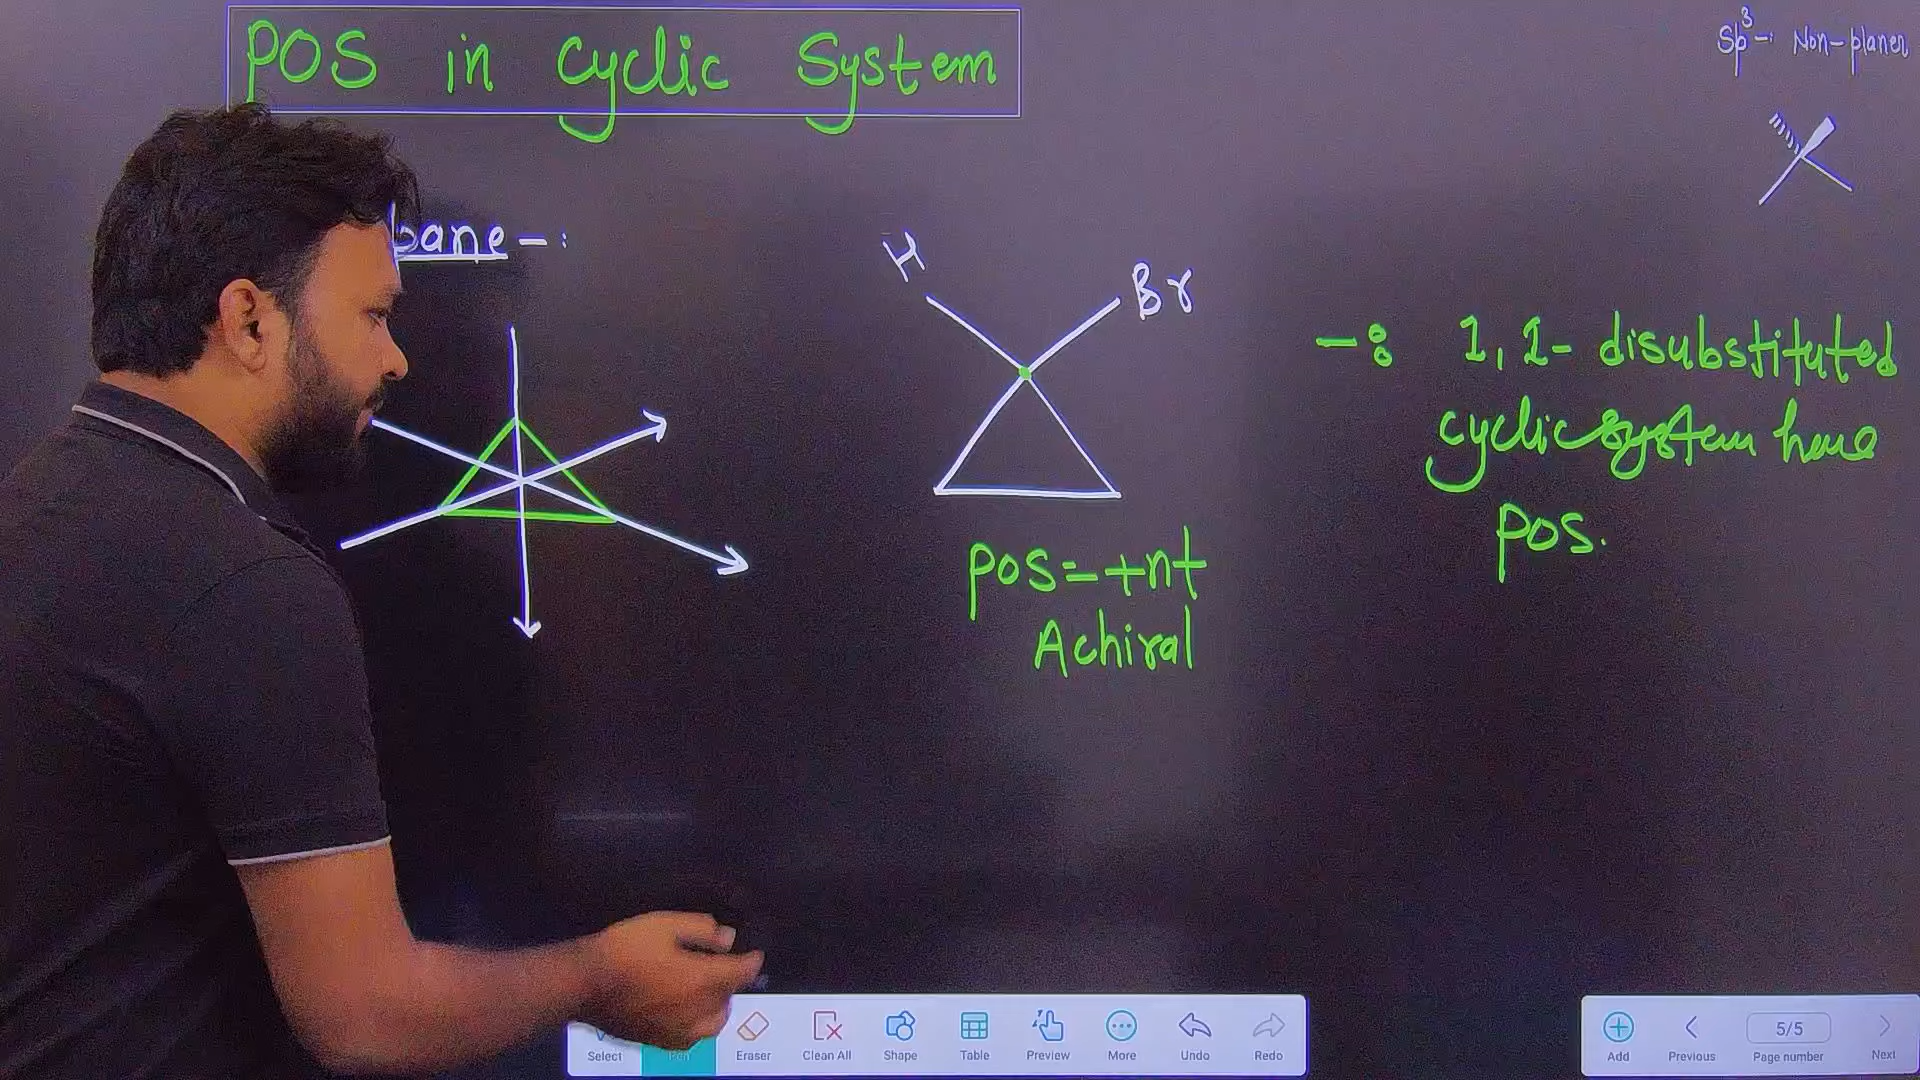 POS in Cyclic System
Sp³-: Non-planer
pane-:
H
Br
-: 1, 1- disubstituted
cyclic system have
POS.
POS=+nt
Achiral
Select
Pen
Eraser
Clean All
Shape
Table
Preview
More
Undo
Redo
Add
Previous
5/5
Page number
Next